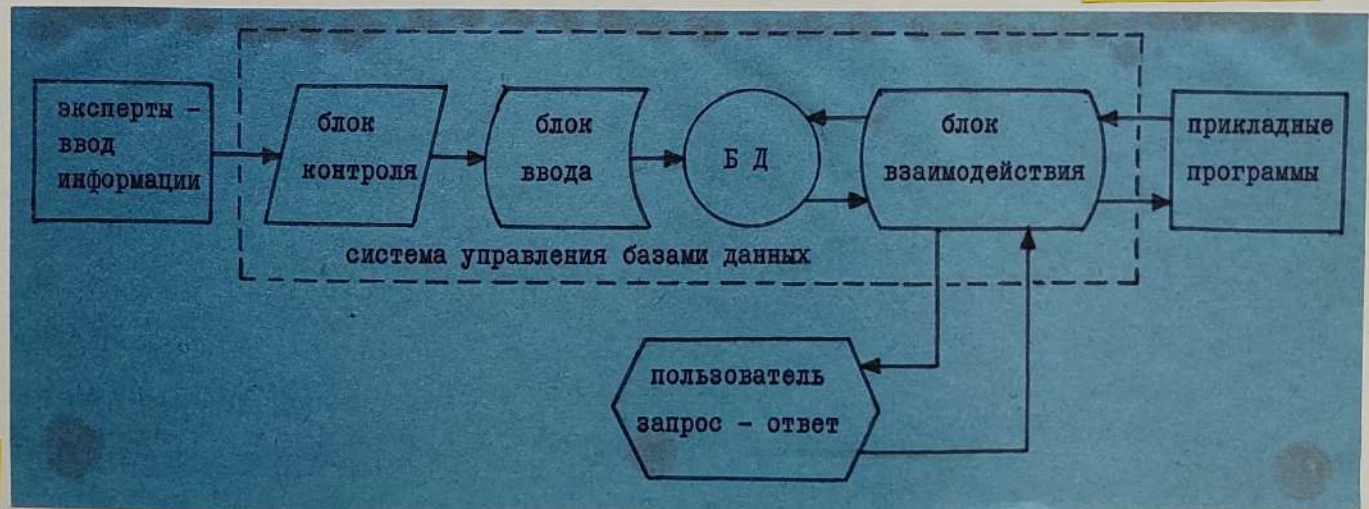 эксперты -
ввод
информации
блок
контроля
блок
ввода
Б Д
блок
взаимодействия
прикладные
программы
система управления базами данных
пользователь
запрос - ответ